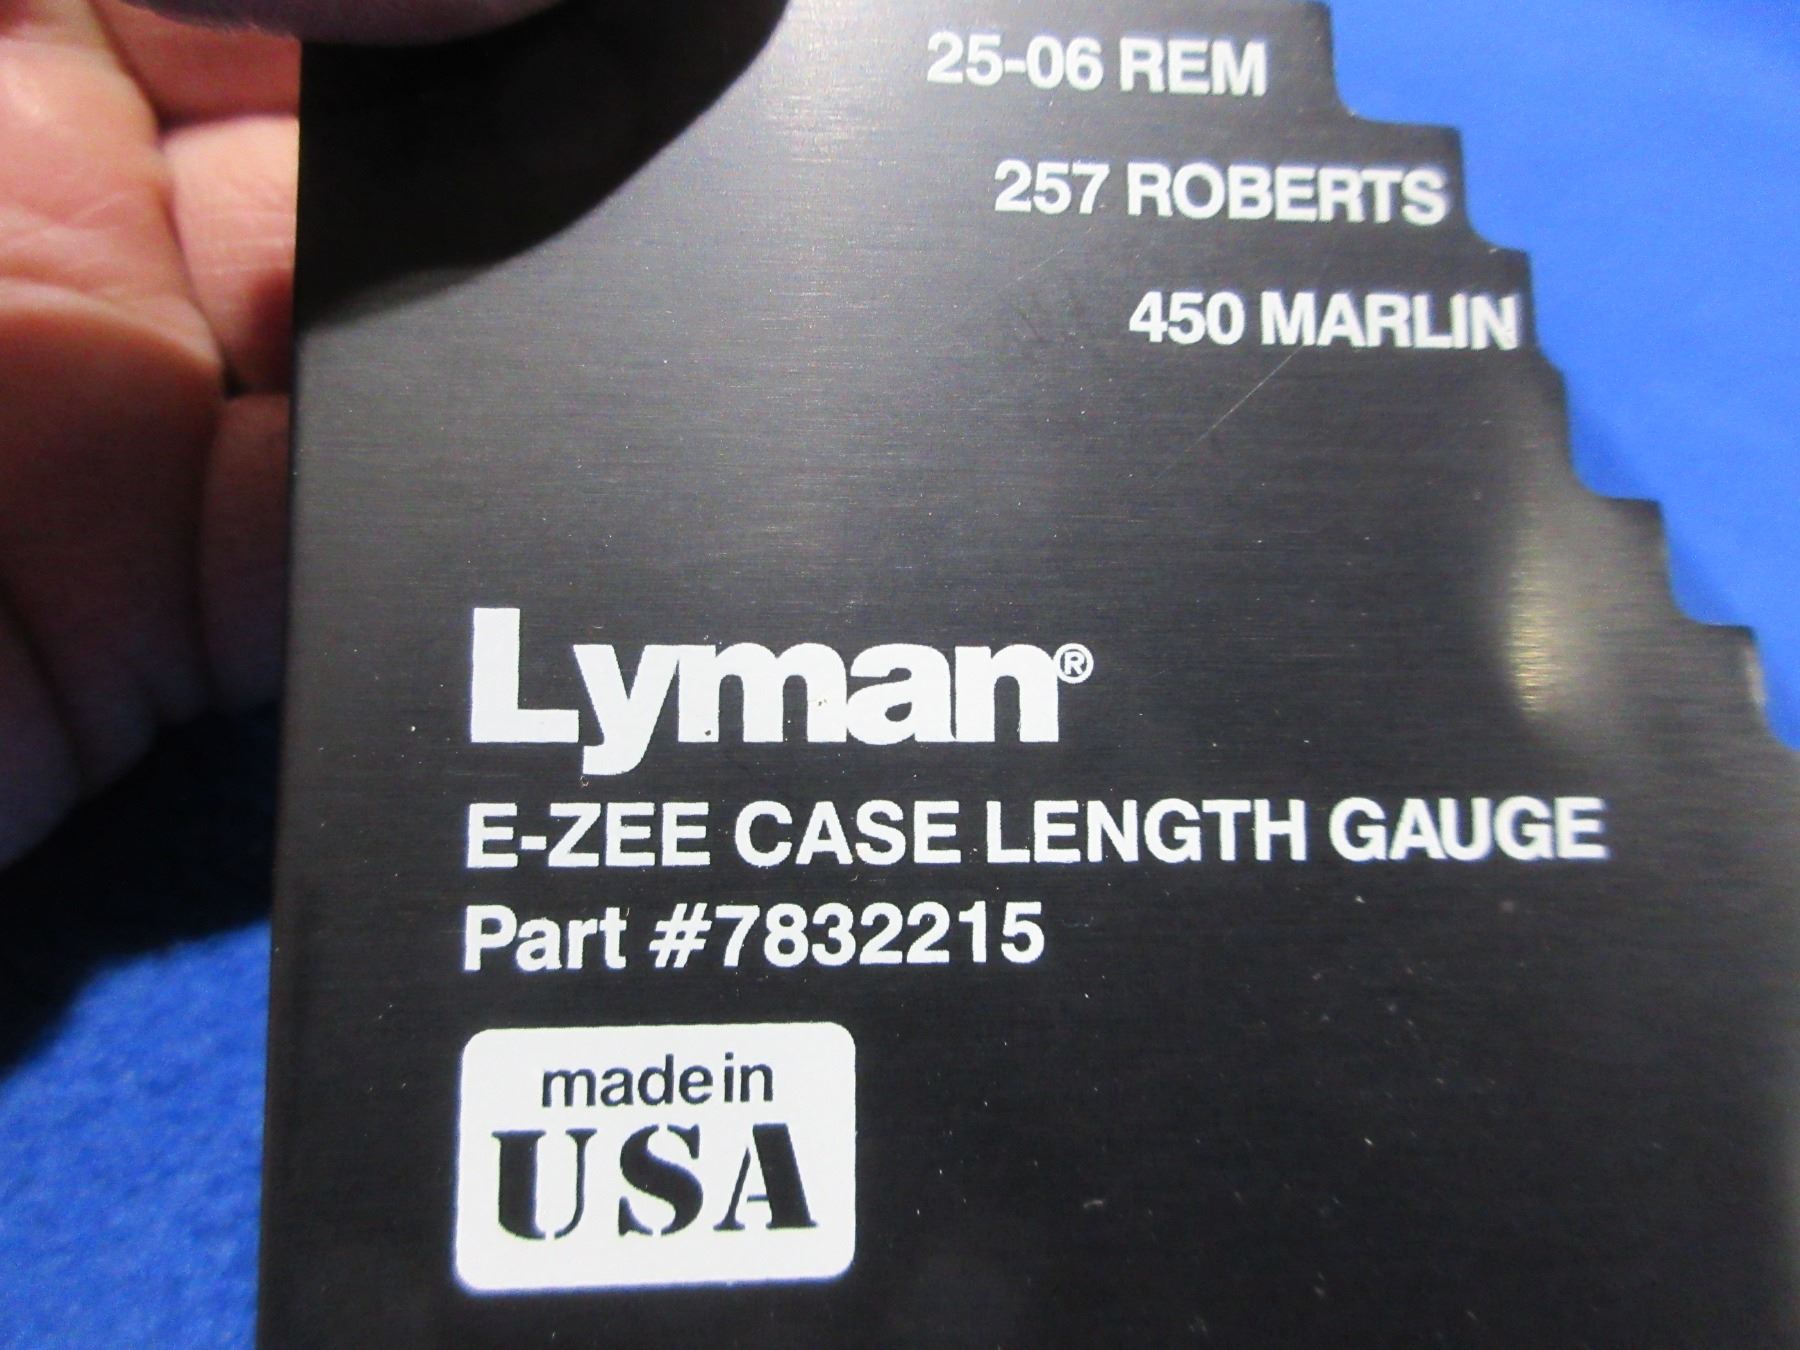 25-06 REM
257 ROBERTS
450 MARLIN
Lyman®
E-ZEE CASE LENGTH GAUGE
Part #7832215
made in
USA